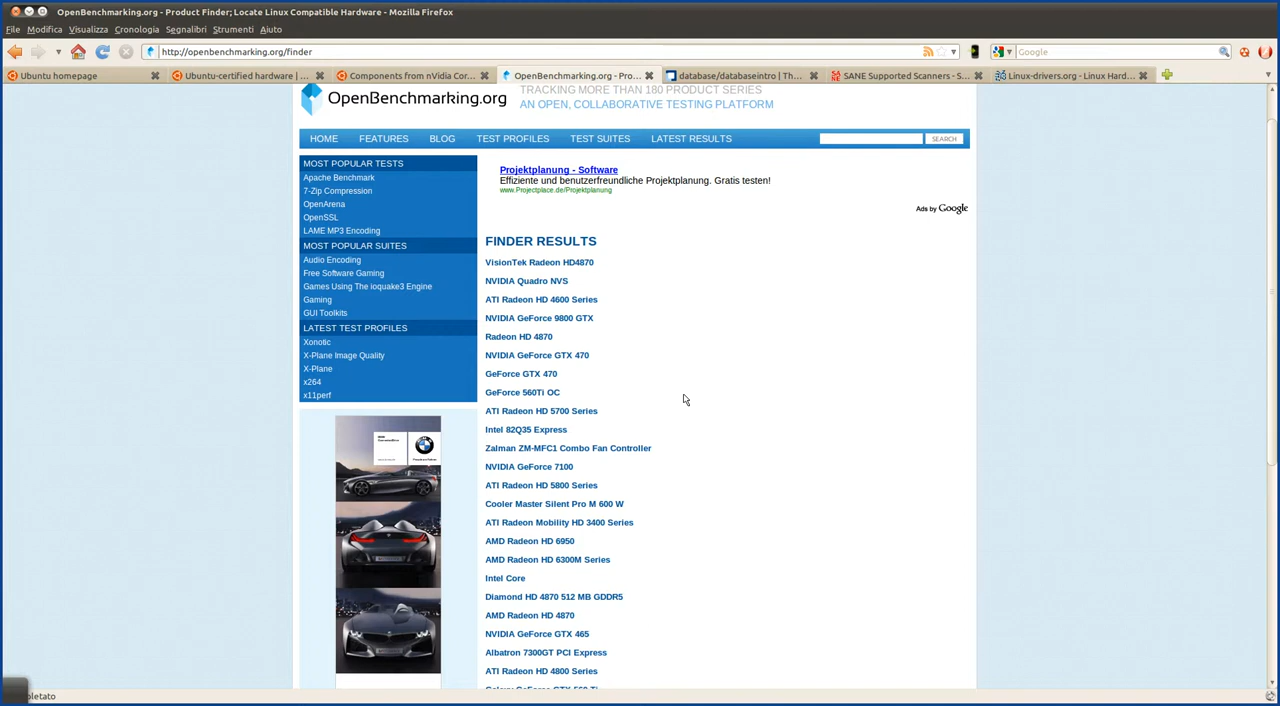 OpenBenchmarking.org - Product Finder; Locate Linux Compatible Hardware - Mozilla Firefox
File Modifica Visualizza Cronologia Segnalibri Strumenti Aiuto
http://openbenchmarking.org/finder
Google
Ubuntu homepage
Ubuntu-certified hardware | ...
Components from nVidia Cor...
OpenBenchmarking.org - Pro...
database/databaseintro | Th...
SANE Supported Scanners - S...
Linux-drivers.org - Linux Hard...
OpenBenchmarking.org
TRACKING MORE THAN 180 PRODUCT SERIES
AN OPEN, COLLABORATIVE TESTING PLATFORM
HOME FEATURES BLOG TEST PROFILES TEST SUITES LATEST RESULTS SEARCH
MOST POPULAR TESTS
Apache Benchmark
7-Zip Compression
OpenArena
OpenSSL
LAME MP3 Encoding
MOST POPULAR SUITES
Audio Encoding
Free Software Gaming
Games Using The ioquake3 Engine
Gaming
GUI Toolkits
LATEST TEST PROFILES
Xonotic
X-Plane Image Quality
X-Plane
x264
x11perf
Projektplanung - Software
Effiziente und benutzerfreundliche Projektplanung. Gratis testen!
www.Projectplace.de/Projektplanung
Ads by Google
FINDER RESULTS
VisionTek Radeon HD4870
NVIDIA Quadro NVS
ATI Radeon HD 4600 Series
NVIDIA GeForce 9800 GTX
Radeon HD 4870
NVIDIA GeForce GTX 470
GeForce GTX 470
GeForce 560Ti OC
ATI Radeon HD 5700 Series
Intel 82Q35 Express
Zalman ZM-MFC1 Combo Fan Controller
NVIDIA GeForce 7100
ATI Radeon HD 5800 Series
Cooler Master Silent Pro M 600 W
ATI Radeon Mobility HD 3400 Series
AMD Radeon HD 6950
AMD Radeon HD 6300M Series
Intel Core
Diamond HD 4870 512 MB GDDR5
AMD Radeon HD 4870
NVIDIA GeForce GTX 465
Albatron 7300GT PCI Express
ATI Radeon HD 4800 Series
Galaxy GeForce GTX 560 Ti
pletato